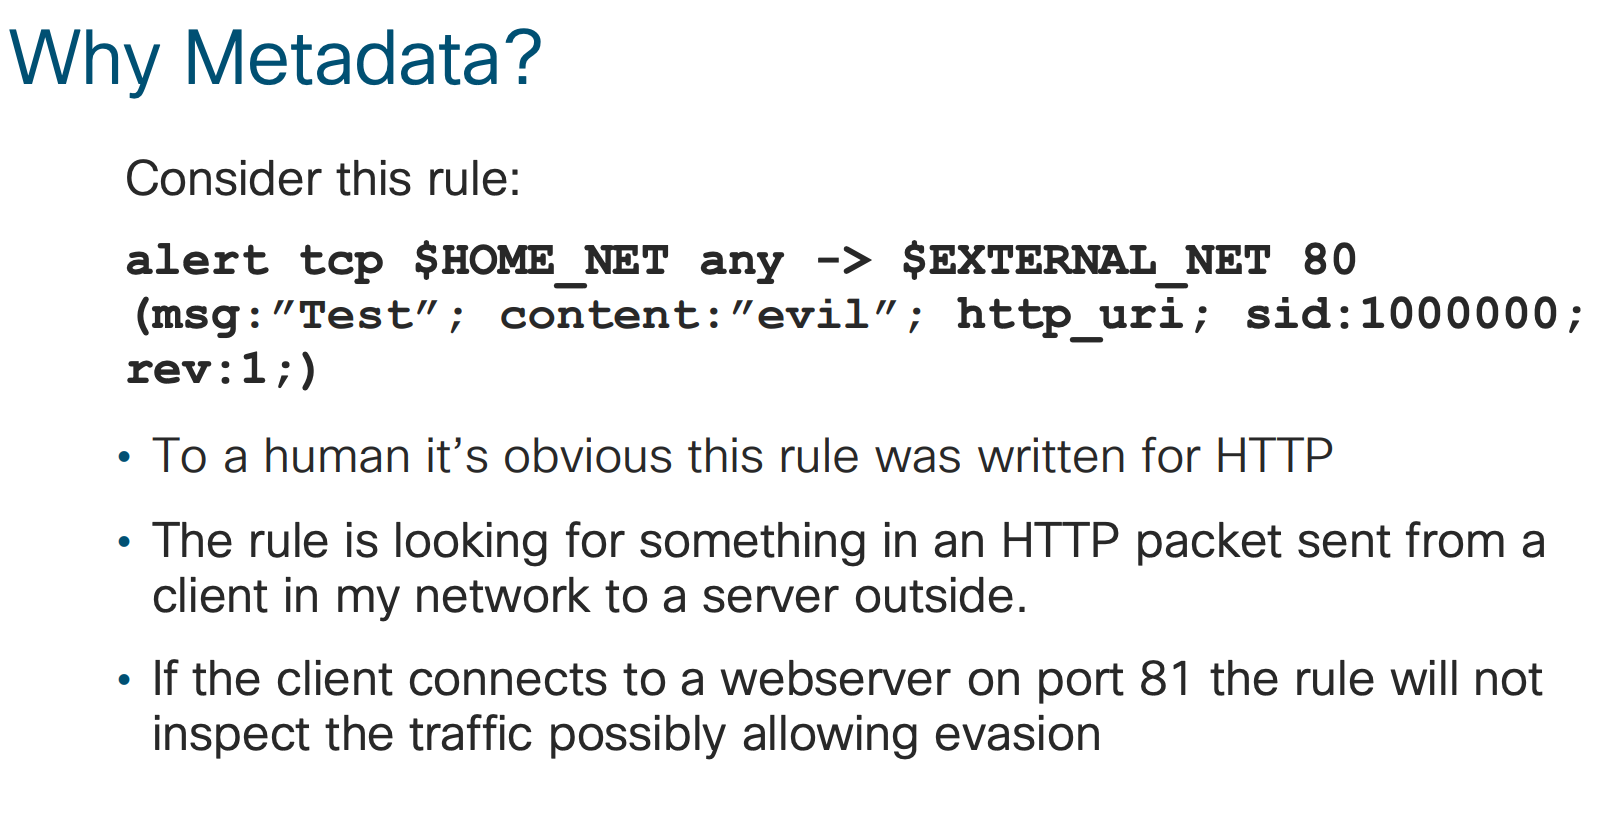 Why Metadata?
Consider this rule:
alert tcp $HOME_NET any -> $EXTERNAL_NET 80
(msg:”Test”; content:”evil”; http_uri; sid:1000000;
rev:1;)
• To a human it’s obvious this rule was written for HTTP
• The rule is looking for something in an HTTP packet sent from a
client in my network to a server outside.
• If the client connects to a webserver on port 81 the rule will not
inspect the traffic possibly allowing evasion